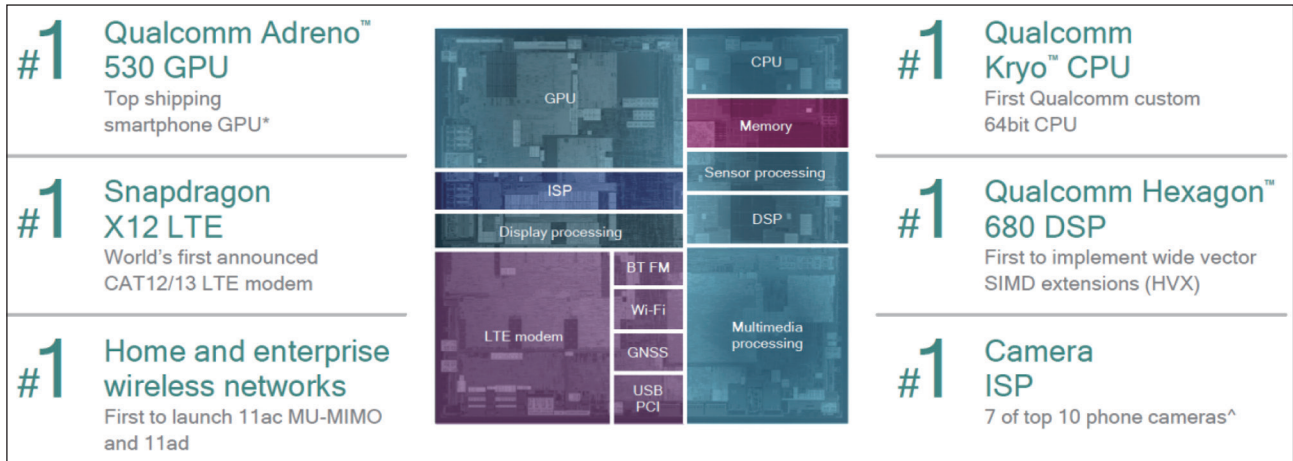 #1
Qualcomm Adreno™
530 GPU
Top shipping
smartphone GPU*
#1
Snapdragon
X12 LTE
World's first announced
CAT12/13 LTE modem
#1
Home and enterprise
wireless networks
First to launch 11ac MU-MIMO
and 11ad
GPU
ISP
Display processing
LTE modem
BT FM
Wi-Fi
GNSS
USB
PCI
CPU
Memory
Sensor processing
DSP
Multimedia
processing
#1
Qualcomm
Kryo™ CPU
First Qualcomm custom
64bit CPU
#1
Qualcomm Hexagon™
680 DSP
First to implement wide vector
SIMD extensions (HVX)
#1
Camera
ISP
7 of top 10 phone cameras^